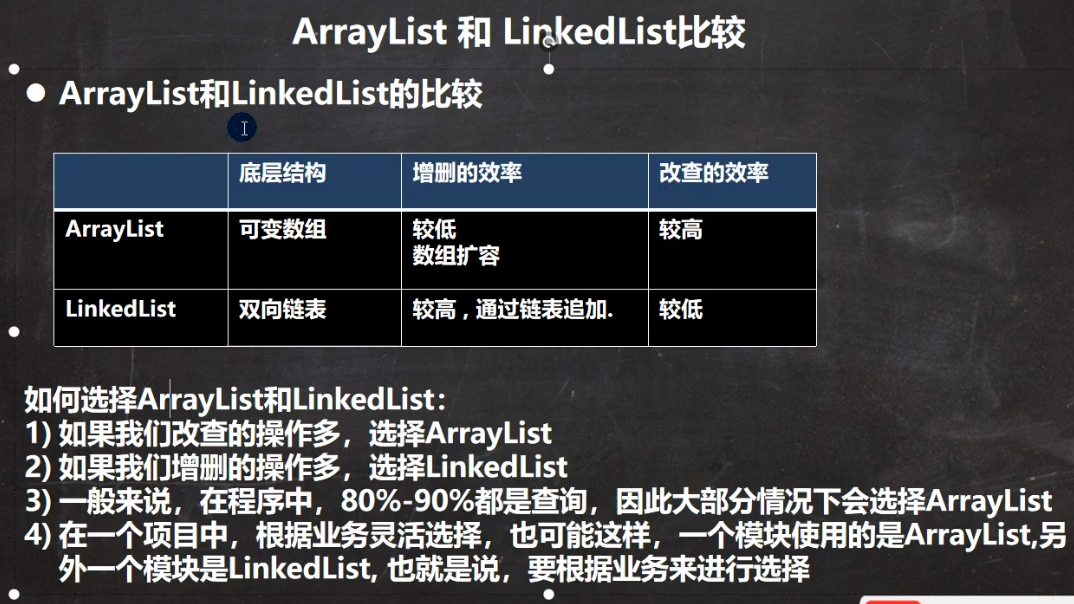 ArrayList 和 LinkedList比较
ArrayList和LinkedList的比较
底层结构 增删的效率 改查的效率
ArrayList 可变数组 较低 较高
数组扩容
LinkedList 双向链表 较高，通过链表追加. 较低
如何选择ArrayList和LinkedList：
1) 如果我们改查的操作多，选择ArrayList
2) 如果我们增删的操作多，选择LinkedList
3) 一般来说，在程序中，80%-90%都是查询，因此大部分情况下会选择ArrayList
4) 在一个项目中，根据业务灵活选择，也可能这样，一个模块使用的是ArrayList,另
外一个模块是LinkedList, 也就是说，要根据业务来进行选择